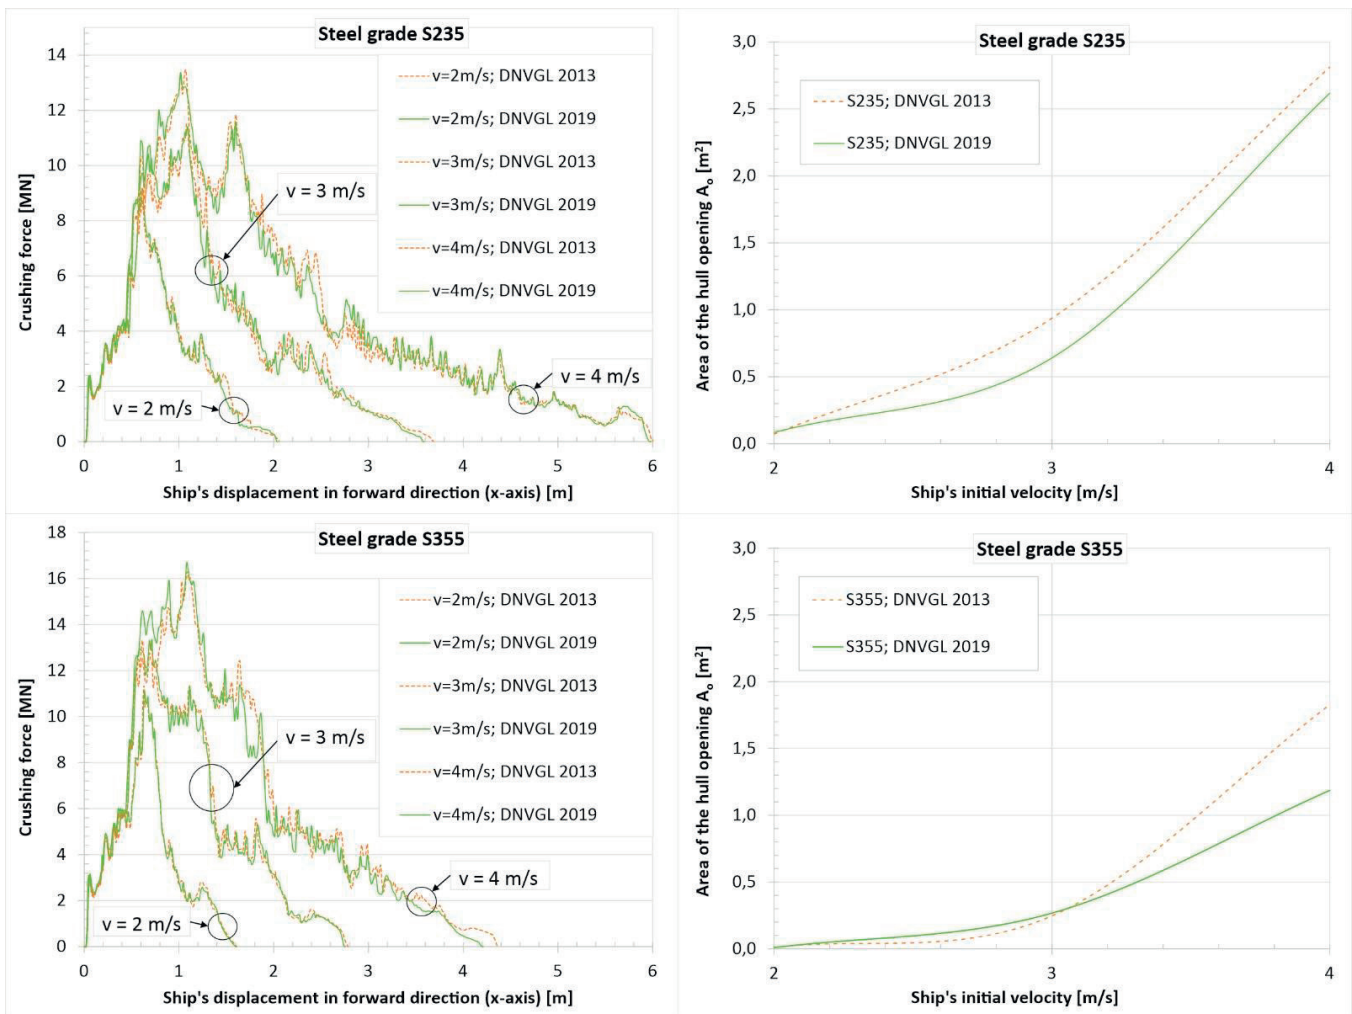 Steel grade S235
14
12
10
8
6
4
2
0
Crushing force [MN]
v=2m/s; DNVGL 2013
v=2m/s; DNVGL 2019
v=3m/s; DNVGL 2013
v=3m/s; DNVGL 2019
v=4m/s; DNVGL 2013
v=4m/s; DNVGL 2019
v = 3 m/s
v = 2 m/s
v = 4 m/s
0 1 2 3 4 5 6
Ship's displacement in forward direction (x-axis) [m]
Steel grade S235
3,0
2,5
2,0
1,5
1,0
0,5
0,0
Area of the hull opening Aₒ [m²]
S235; DNVGL 2013
S235; DNVGL 2019
2 3 4
Ship's initial velocity [m/s]
Steel grade S355
18
16
14
12
10
8
6
4
2
0
Crushing force [MN]
v=2m/s; DNVGL 2013
v=2m/s; DNVGL 2019
v=3m/s; DNVGL 2013
v=3m/s; DNVGL 2019
v=4m/s; DNVGL 2013
v=4m/s; DNVGL 2019
v = 3 m/s
v = 4 m/s
v = 2 m/s
0 1 2 3 4 5 6
Ship's displacement in forward direction (x-axis) [m]
Steel grade S355
3,0
2,5
2,0
1,5
1,0
0,5
0,0
Area of the hull opening Aₒ [m²]
S355; DNVGL 2013
S355; DNVGL 2019
2 3 4
Ship's initial velocity [m/s]